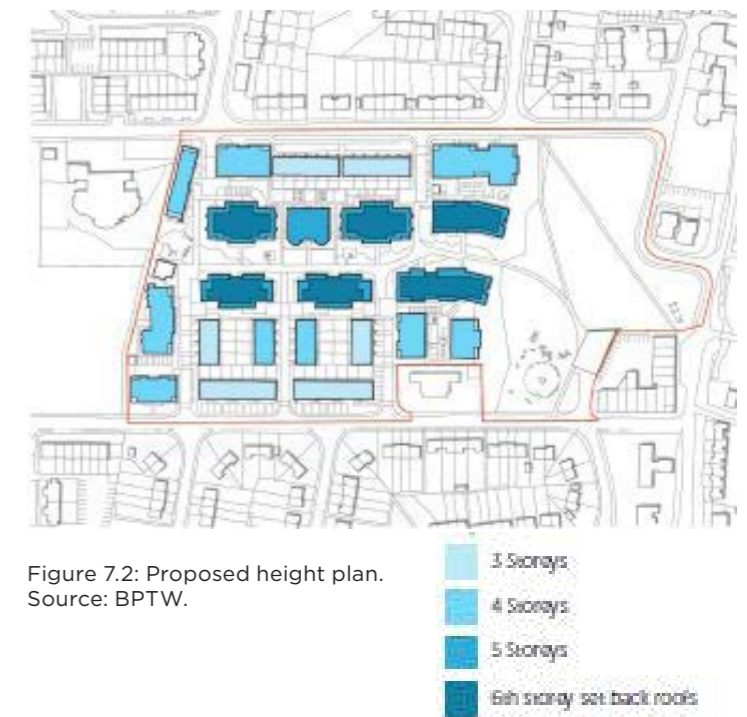 Figure 7.2: Proposed height plan.
Source: BPTW.
3 Storeys
4 Storeys
5 Storeys
6th storey set back roofs